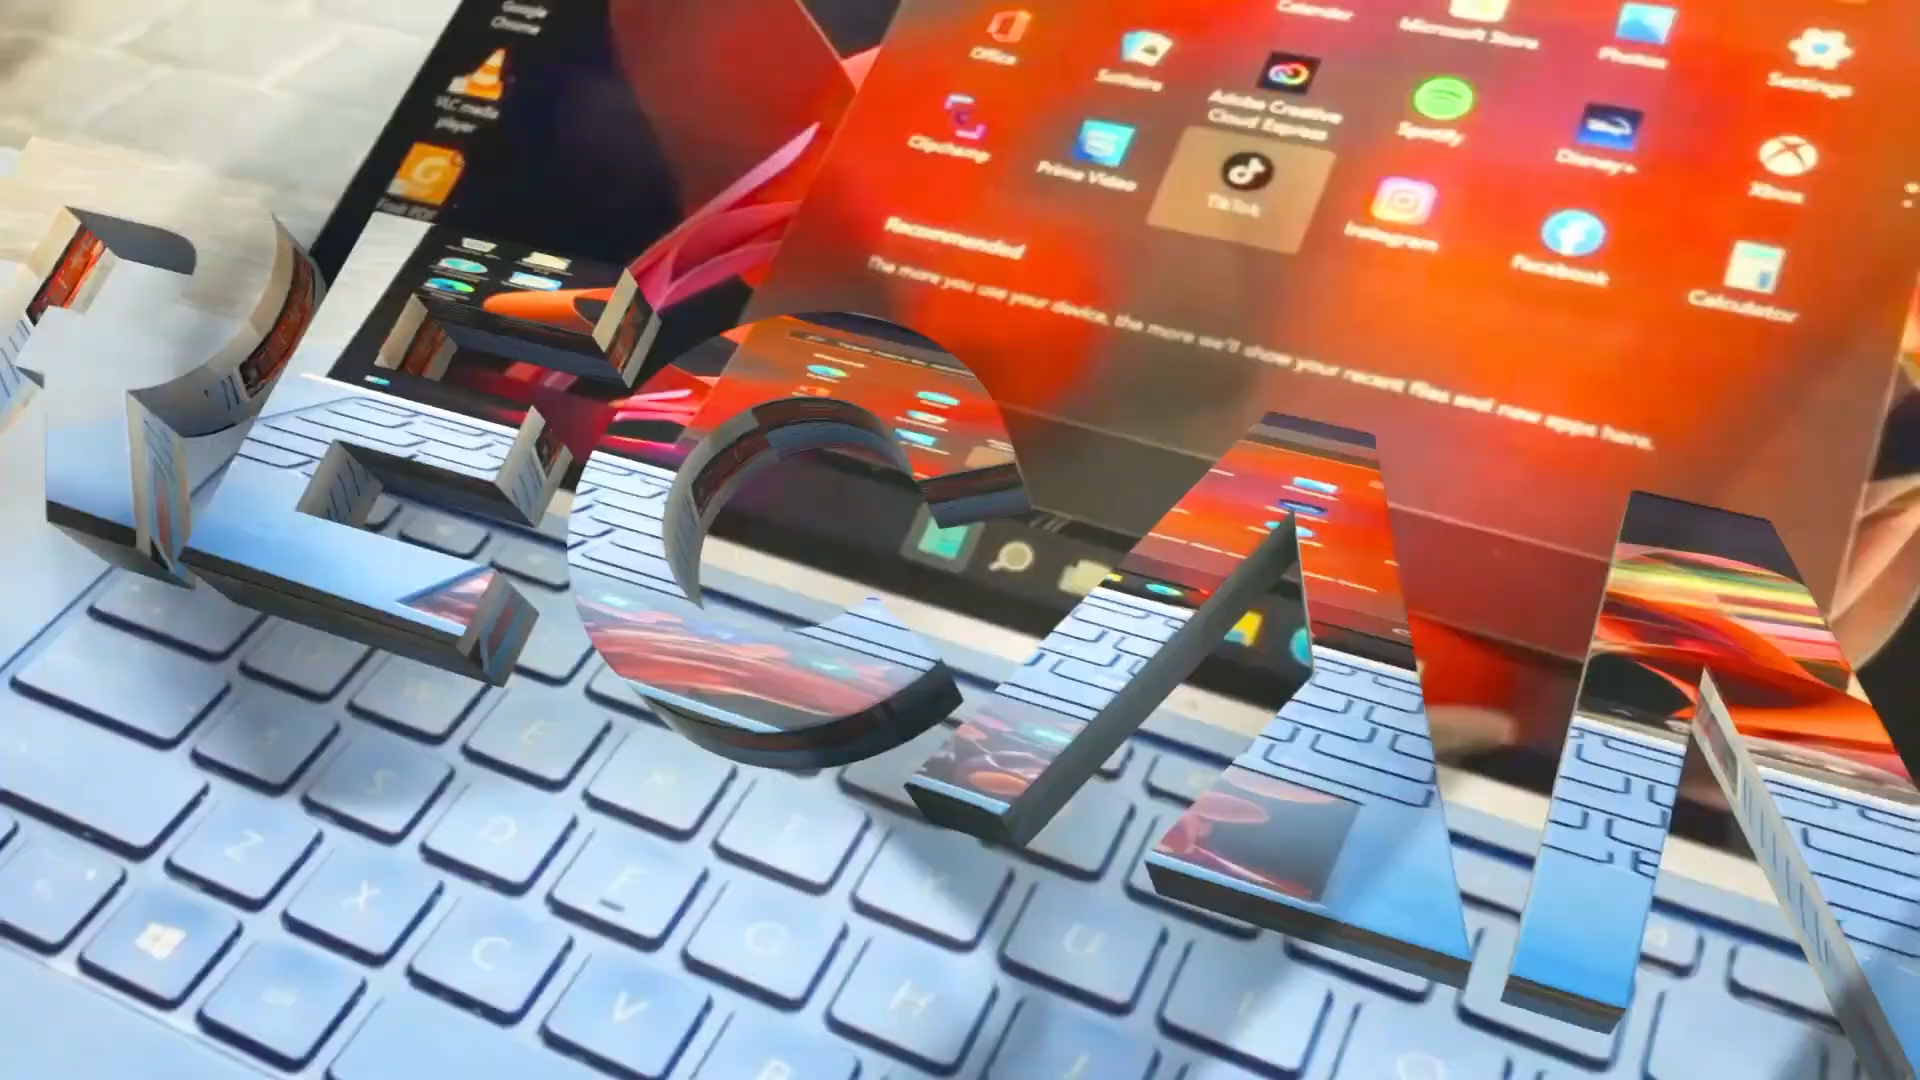 Google Chrome
VLC media player
Foxit PDF
Calendar
Microsoft Store
Photos
Settings
Office
Solitaire
Adobe Creative Cloud Express
Spotify
Disney+
Xbox
Clipchamp
Prime Video
TikTok
Instagram
Facebook
Calculator
Recommended
The more you use your device, the more we'll show your recent files and new apps here.
E
S
D
Z
X
C
F
V
G
H
U
J